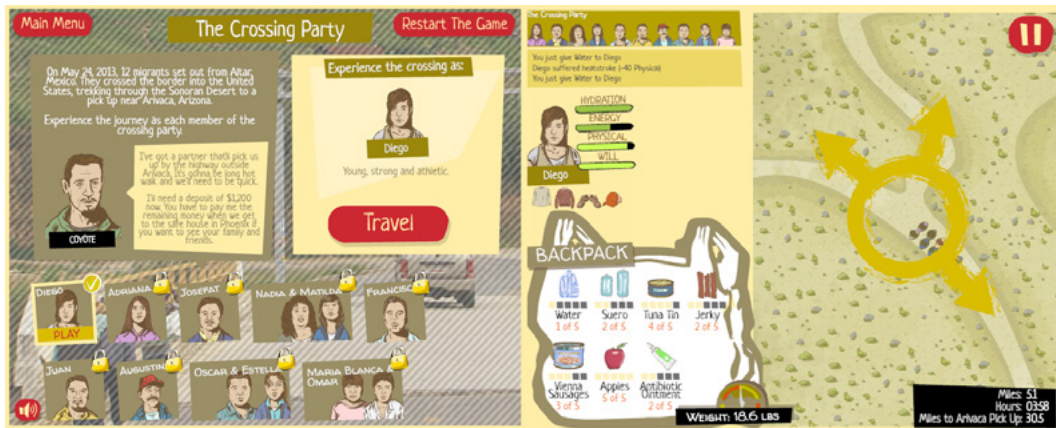 Main Menu
The Crossing Party
Restart The Game
On May 24, 2013, 12 migrants set out from Altar,
Mexico. They crossed the border into the United
States, trekking through the Sonoran Desert to a
pick up near Arivaca, Arizona.
Experience the journey as each member of the
crossing party.
I've got a partner that'll pick us
up by the highway outside
Arivaca, It's gonna be long hot
walk and we'll need to be quick.
I'll need a deposit of $1,200
now. You have to pay me the
remaining money when we get
to the safe house in Phoenix if
you want to see your family and
friends.
COYOTE
Experience the crossing as:
Diego
Young, strong and athletic.
Travel
DIEGO
PLAY
ADRIANA
JOSEFAT
NADIA & MATILDA
FRANCISCO
JUAN
AUGUSTIN
OSCAR & ESTELL
MARIA BLANCA &
OMAR
The Crossing Party
You just give Water to Diego
Diego suffered heatstroke (-40 Physical)
You just give Water to Diego
HYDRATION
ENERGY
PHYSICAL
WILL
Diego
BACKPACK
Water
1 of 5
Suero
2 of 5
Tuna Tin
4 of 5
Jerky
2 of 5
Vienna
Sausages
3 of 5
Apples
5 of 5
Antibiotic
Ointment
2 of 5
WEIGHT: 18.6 LBS
Miles: 5.1
Hours: 03:58
Miles to Arivaca Pick Up: 30.5